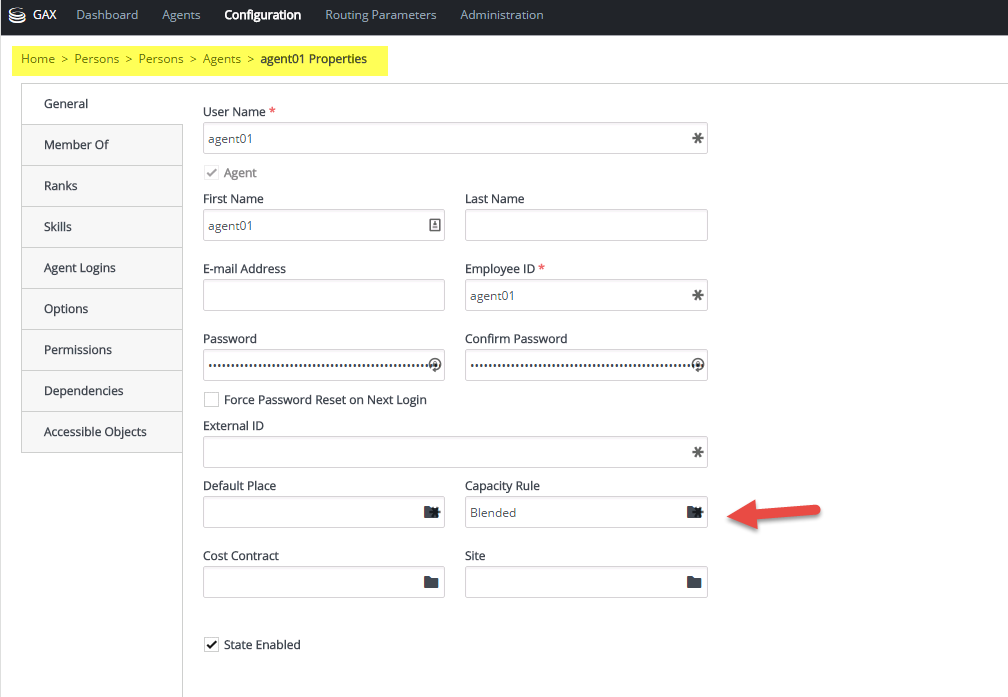 GAX Dashboard Agents Configuration Routing Parameters Administration
Home > Persons > Persons > Agents > agent01 Properties
General
Member Of
Ranks
Skills
Agent Logins
Options
Permissions
Dependencies
Accessible Objects
User Name *
agent01
Agent
First Name Last Name
agent01
E-mail Address Employee ID *
agent01
Password Confirm Password
Force Password Reset on Next Login
External ID
Default Place Capacity Rule
Blended
Cost Contract Site
State Enabled